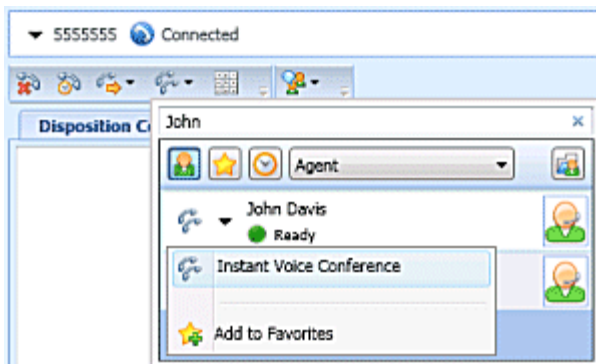 5555555 Connected
Disposition C
John
Agent
John Davis
Ready
Instant Voice Conference
Add to Favorites